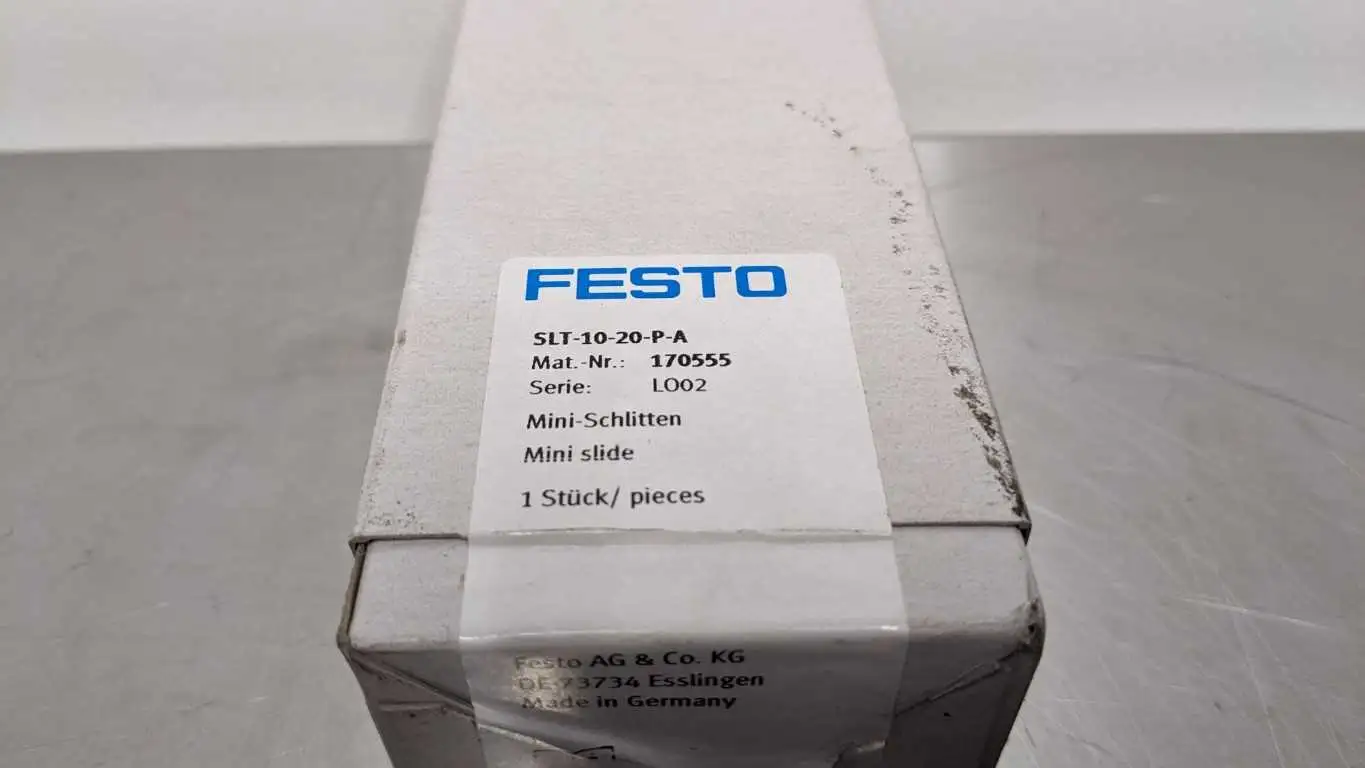 FESTO
SLT-10-20-P-A
Mat.-Nr.: 170555
Serie: LO02
Mini-Schlitten
Mini slide
1 Stück/ pieces
Festo AG & Co. KG
DE 73734 Esslingen
Made in Germany